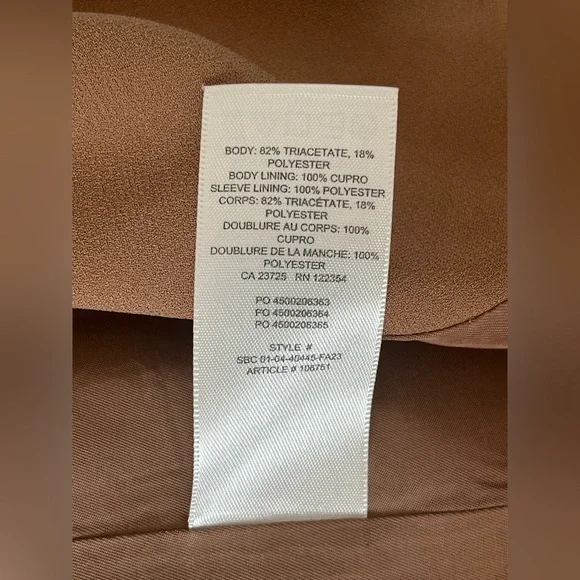 BODY: 82% TRIACETATE, 18%
POLYESTER
BODY LINING: 100% CUPRO
SLEEVE LINING: 100% POLYESTER
CORPS: 82% TRIACÉTATE, 18%
POLYESTER
DOUBLURE AU CORPS: 100%
CUPRO
DOUBLURE DE LA MANCHE: 100%
POLYESTER
CA 23725 RN 122354
PO 4500206363
PO 4500206364
PO 4500206365
STYLE #
SBC 01-04-40445-FA23
ARTICLE # 106751